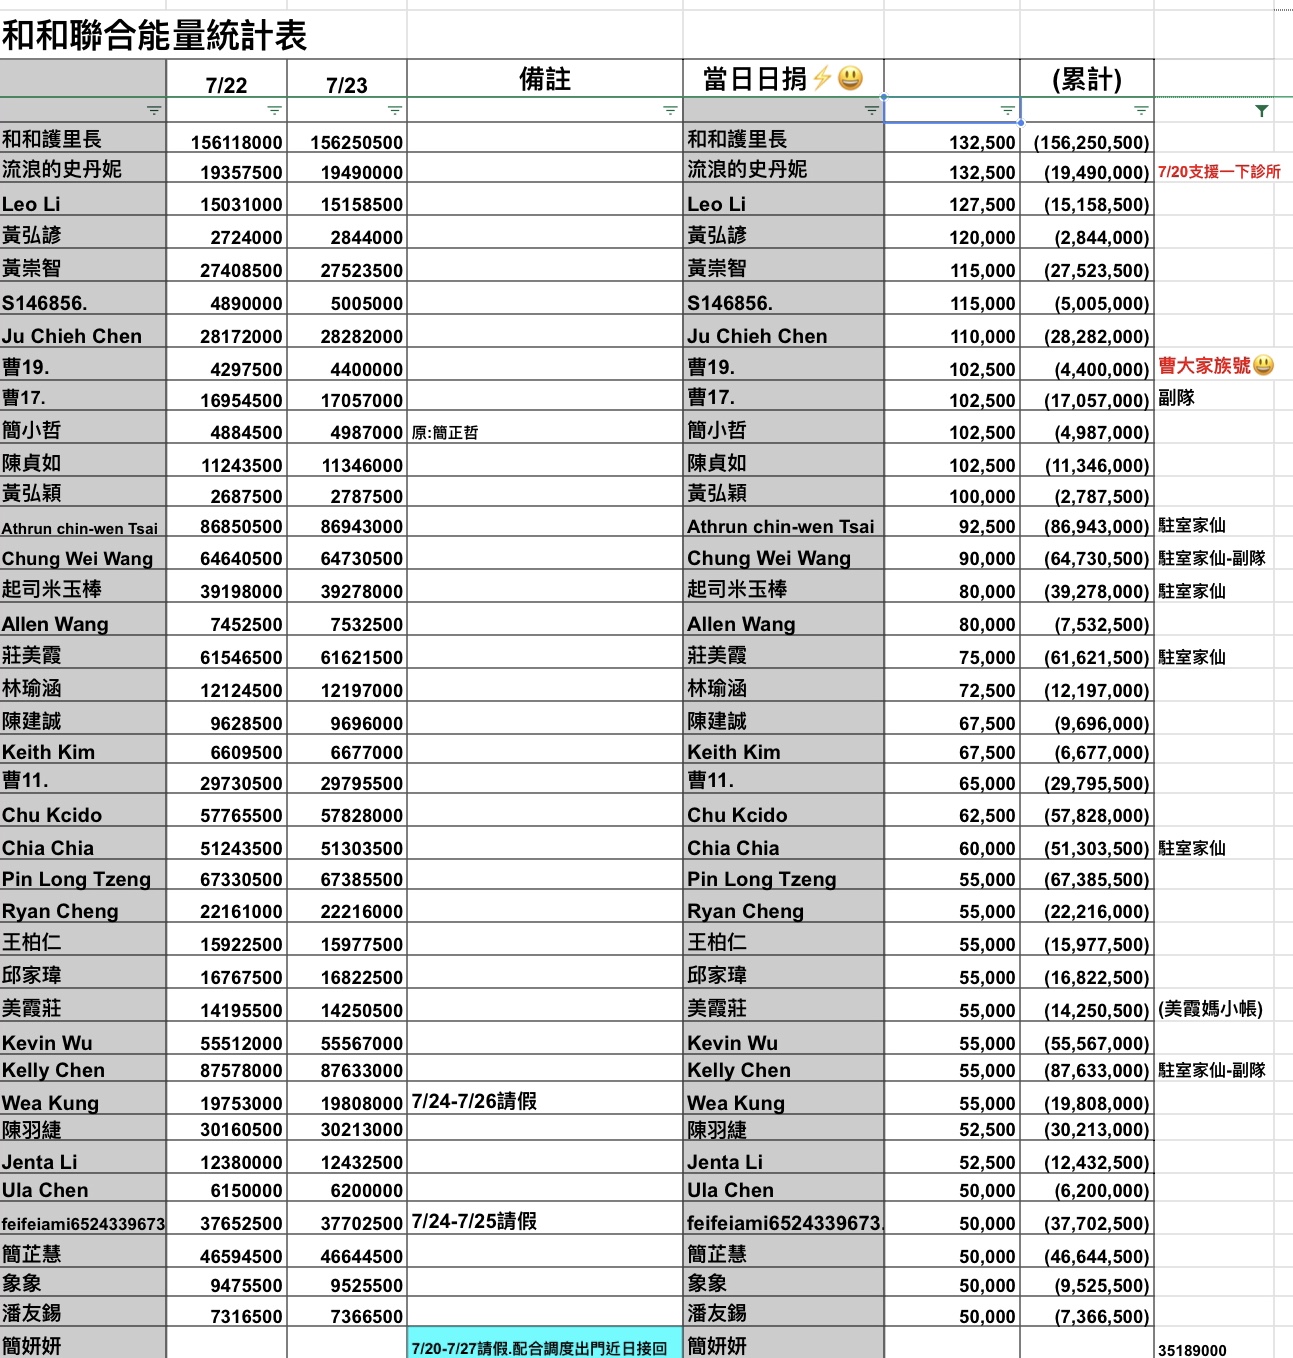 和和聯合能量統計表
7/22 7/23 備註 當日日捐⚡😃 (累計)
和和護里長 156118000 156250500 和和護里長 132,500 (156,250,500)
流浪的史丹妮 19357500 19490000 流浪的史丹妮 132,500 (19,490,000) 7/20支援一下診所
Leo Li 15031000 15158500 Leo Li 127,500 (15,158,500)
黃弘諺 2724000 2844000 黃弘諺 120,000 (2,844,000)
黃崇智 27408500 27523500 黃崇智 115,000 (27,523,500)
S146856. 4890000 5005000 S146856. 115,000 (5,005,000)
Ju Chieh Chen 28172000 28282000 Ju Chieh Chen 110,000 (28,282,000)
曹19. 4297500 4400000 曹19. 102,500 (4,400,000) 曹大家族號😃
曹17. 16954500 17057000 曹17. 102,500 (17,057,000) 副隊
簡小哲 4884500 4987000 原:簡正哲 簡小哲 102,500 (4,987,000)
陳貞如 11243500 11346000 陳貞如 102,500 (11,346,000)
黃弘穎 2687500 2787500 黃弘穎 100,000 (2,787,500)
Athrun chin-wen Tsai 86850500 86943000 Athrun chin-wen Tsai 92,500 (86,943,000) 駐室家仙
Chung Wei Wang 64640500 64730500 Chung Wei Wang 90,000 (64,730,500) 駐室家仙-副隊
起司米玉棒 39198000 39278000 起司米玉棒 80,000 (39,278,000) 駐室家仙
Allen Wang 7452500 7532500 Allen Wang 80,000 (7,532,500)
莊美霞 61546500 61621500 莊美霞 75,000 (61,621,500) 駐室家仙
林瑜涵 12124500 12197000 林瑜涵 72,500 (12,197,000)
陳建誠 9628500 9696000 陳建誠 67,500 (9,696,000)
Keith Kim 6609500 6677000 Keith Kim 67,500 (6,677,000)
曹11. 29730500 29795500 曹11. 65,000 (29,795,500)
Chu Kcido 57765500 57828000 Chu Kcido 62,500 (57,828,000)
Chia Chia 51243500 51303500 Chia Chia 60,000 (51,303,500) 駐室家仙
Pin Long Tzeng 67330500 67385500 Pin Long Tzeng 55,000 (67,385,500)
Ryan Cheng 22161000 22216000 Ryan Cheng 55,000 (22,216,000)
王柏仁 15922500 15977500 王柏仁 55,000 (15,977,500)
邱家瑋 16767500 16822500 邱家瑋 55,000 (16,822,500)
美霞莊 14195500 14250500 美霞莊 55,000 (14,250,500) (美霞媽小帳)
Kevin Wu 55512000 55567000 Kevin Wu 55,000 (55,567,000)
Kelly Chen 87578000 87633000 Kelly Chen 55,000 (87,633,000) 駐室家仙-副隊
Wea Kung 19753000 19808000 7/24-7/26請假 Wea Kung 55,000 (19,808,000)
陳羽緁 30160500 30213000 陳羽緁 52,500 (30,213,000)
Jenta Li 12380000 12432500 Jenta Li 52,500 (12,432,500)
Ula Chen 6150000 6200000 Ula Chen 50,000 (6,200,000)
feifeiami6524339673 37652500 37702500 7/24-7/25請假 feifeiami6524339673. 50,000 (37,702,500)
簡芷慧 46594500 46644500 簡芷慧 50,000 (46,644,500)
象象 9475500 9525500 象象 50,000 (9,525,500)
潘友錫 7316500 7366500 潘友錫 50,000 (7,366,500)
簡妍妍 7/20-7/27請假.配合調度出門近日接回 簡妍妍 35189000